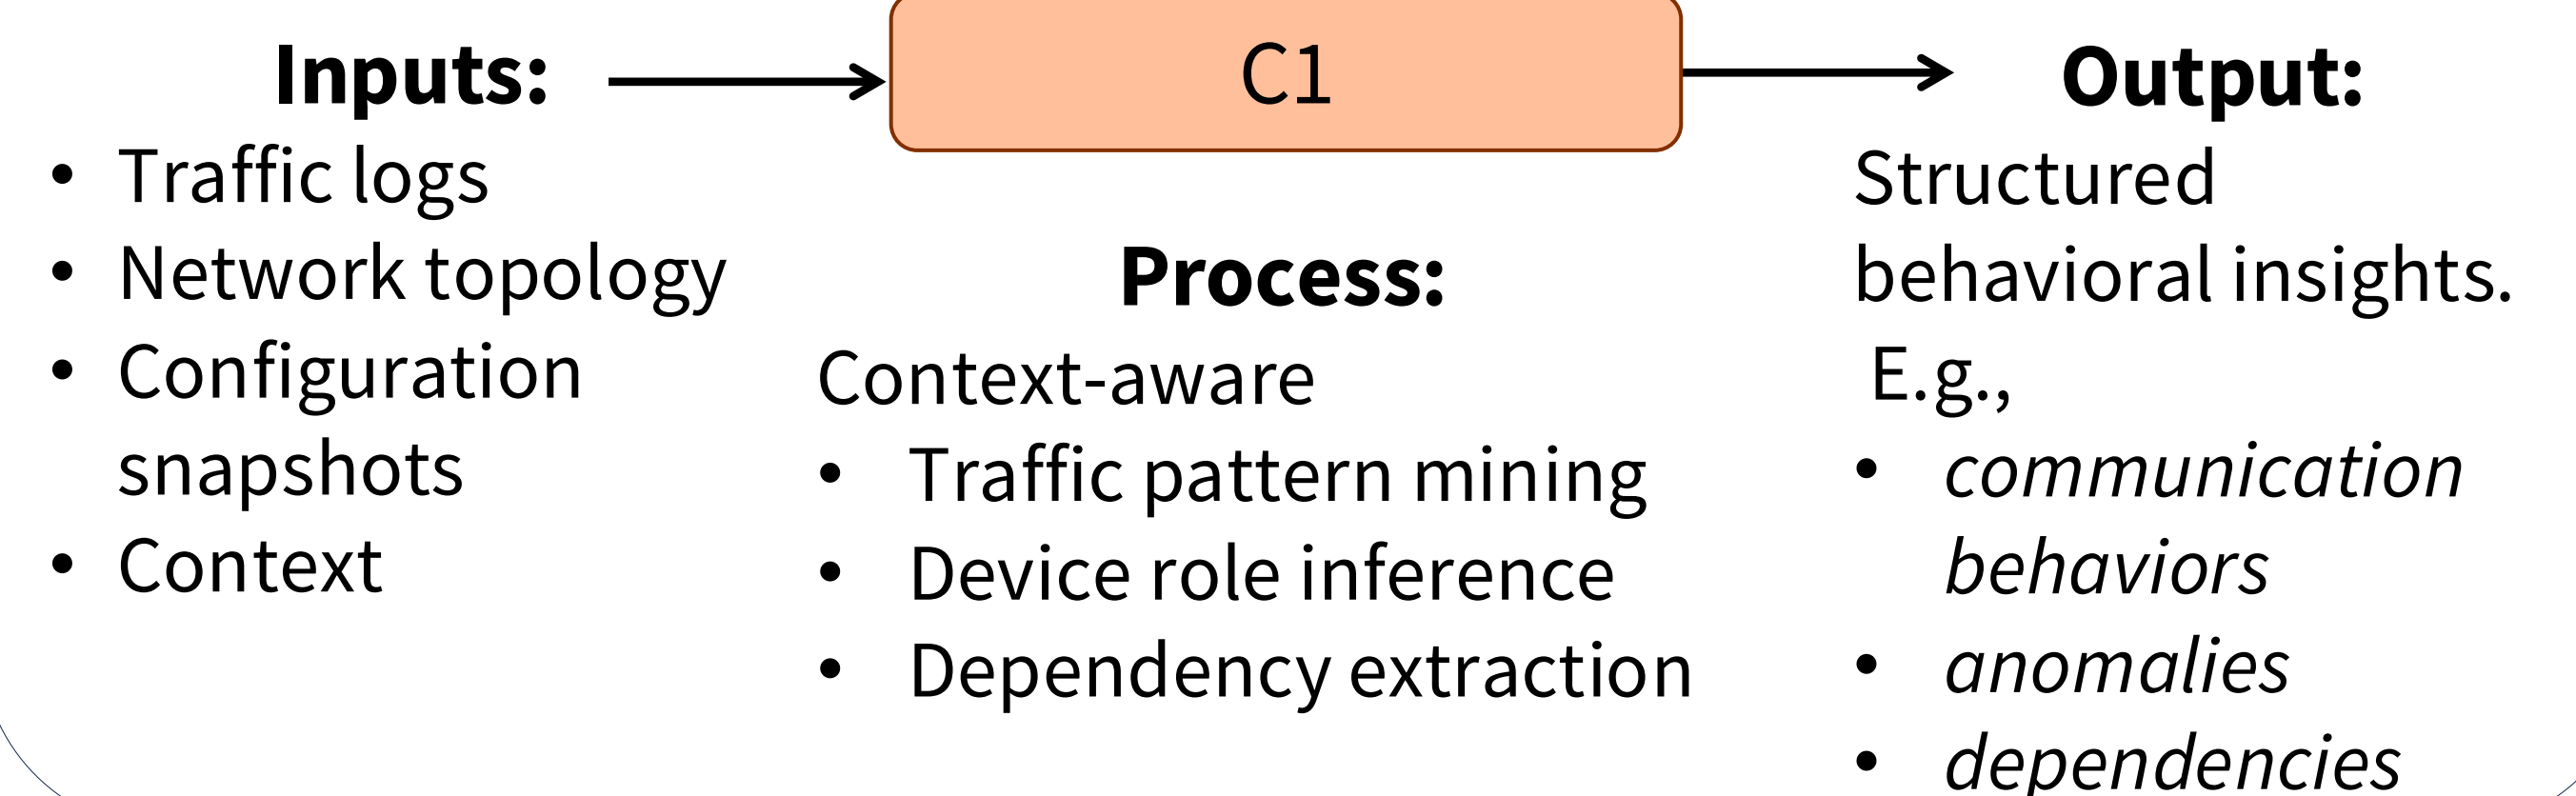 Inputs:
• Traffic logs
• Network topology
• Configuration
snapshots
• Context
C1
Process:
Context-aware
• Traffic pattern mining
• Device role inference
• Dependency extraction
Output:
Structured
behavioral insights.
E.g.,
• communication
behaviors
• anomalies
• dependencies